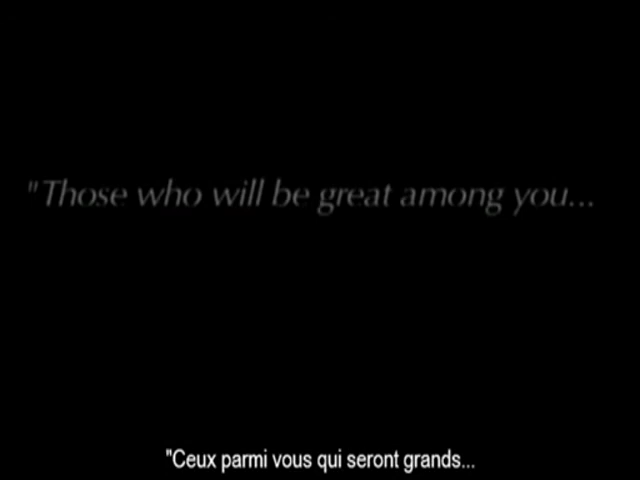 "Those who will be great among you...
"Ceux parmi vous qui seront grands...